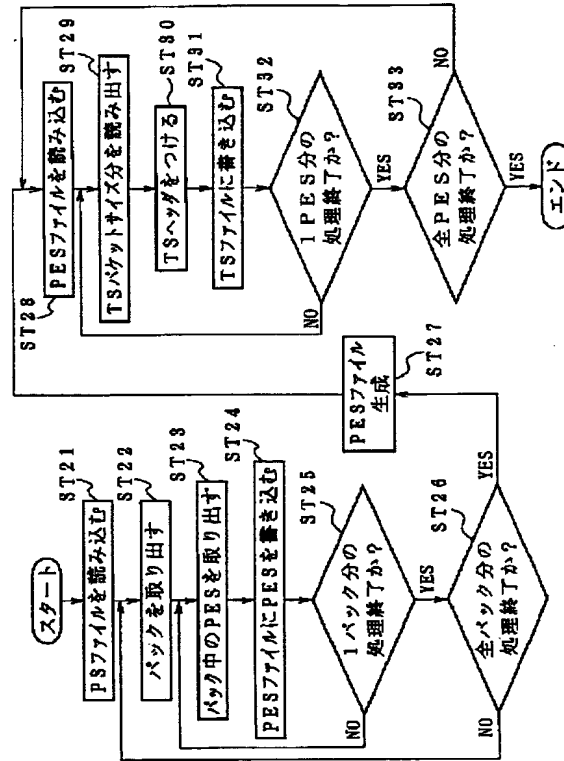 スタート
PSファイルを読み込む
ST21
パックを取り出す
ST22
パック中のPESを取り出す
ST23
PESファイルにPESを書き込む
ST24
1パック分の
処理終了か?
ST25
NO
YES
全パック分の
処理終了か?
ST26
NO
YES
PESファイル
生成
ST27
PESファイルを読み込む
ST28
TSパケットサイズ分を読み出す
ST29
TSヘッダをつける
ST30
TSファイルに書き込む
ST31
1PES分の
処理終了か?
ST32
NO
YES
全PES分の
処理終了か?
ST33
NO
YES
エンド